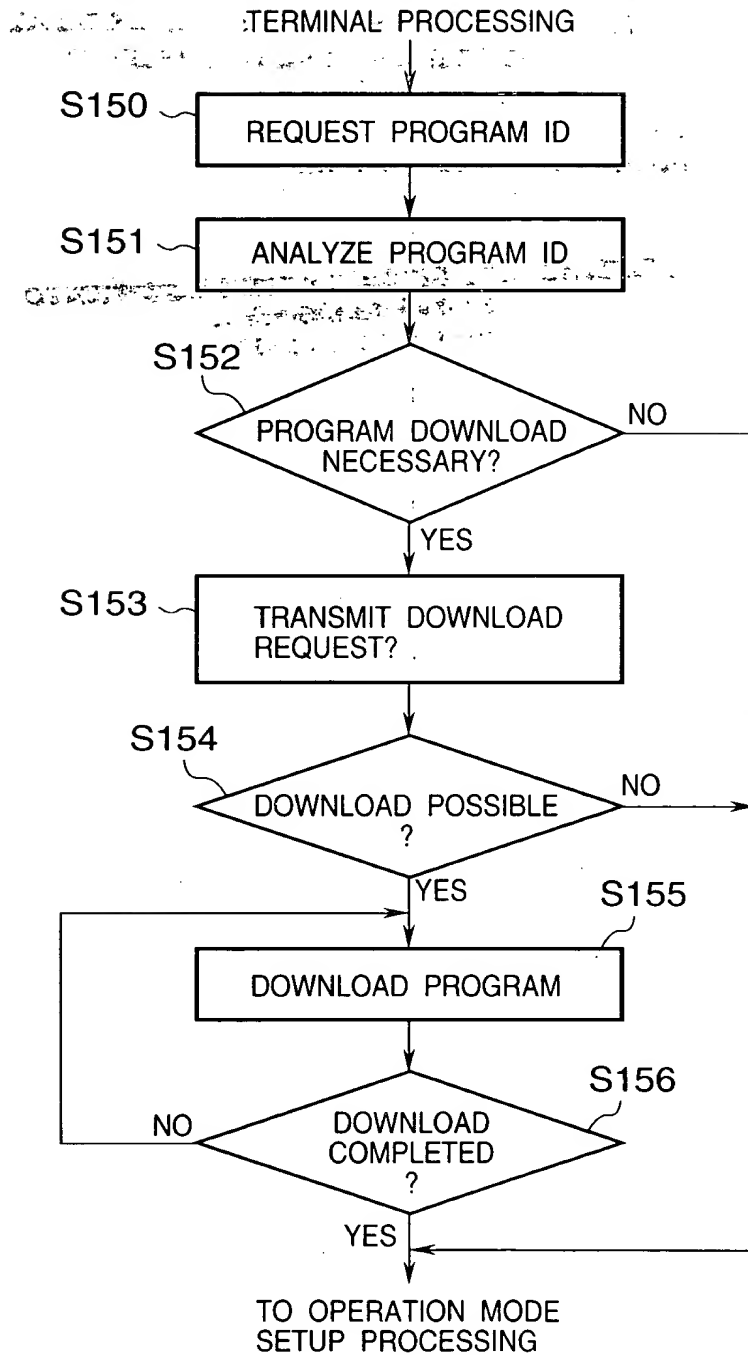 TERMINAL PROCESSING
S150
REQUEST PROGRAM ID
S151
ANALYZE PROGRAM ID
S152
PROGRAM DOWNLOAD
NECESSARY?
NO
YES
S153
TRANSMIT DOWNLOAD
REQUEST?
S154
DOWNLOAD POSSIBLE
?
NO
YES
S155
DOWNLOAD PROGRAM
S156
DOWNLOAD
COMPLETED
?
NO
YES
TO OPERATION MODE
SETUP PROCESSING